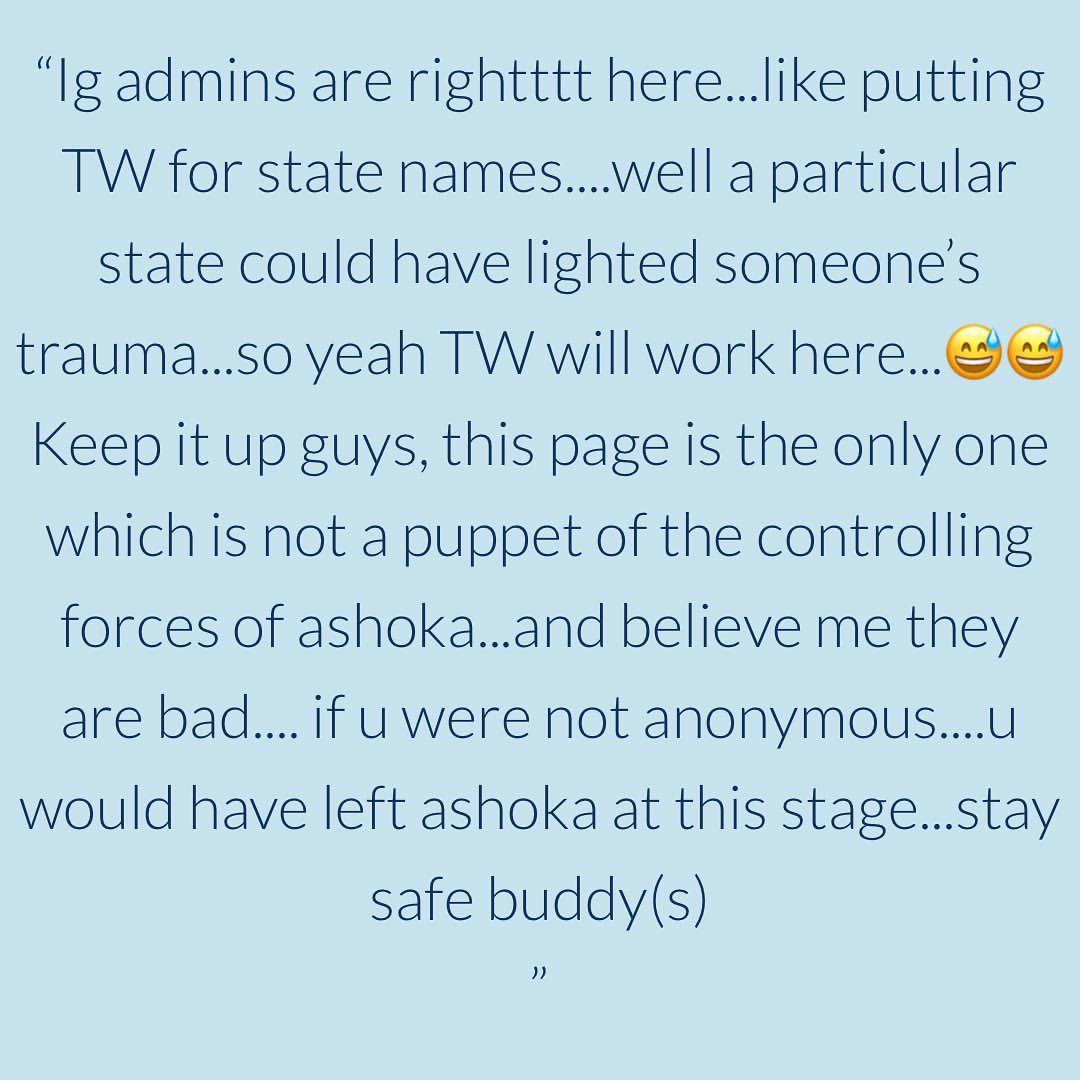 “Ig admins are rightttt here...like putting
TW for state names....well a particular
state could have lighted someone’s
trauma...so yeah TW will work here...😅😅
Keep it up guys, this page is the only one
which is not a puppet of the controlling
forces of ashoka...and believe me they
are bad.... if u were not anonymous....u
would have left ashoka at this stage...stay
safe buddy(s)
”